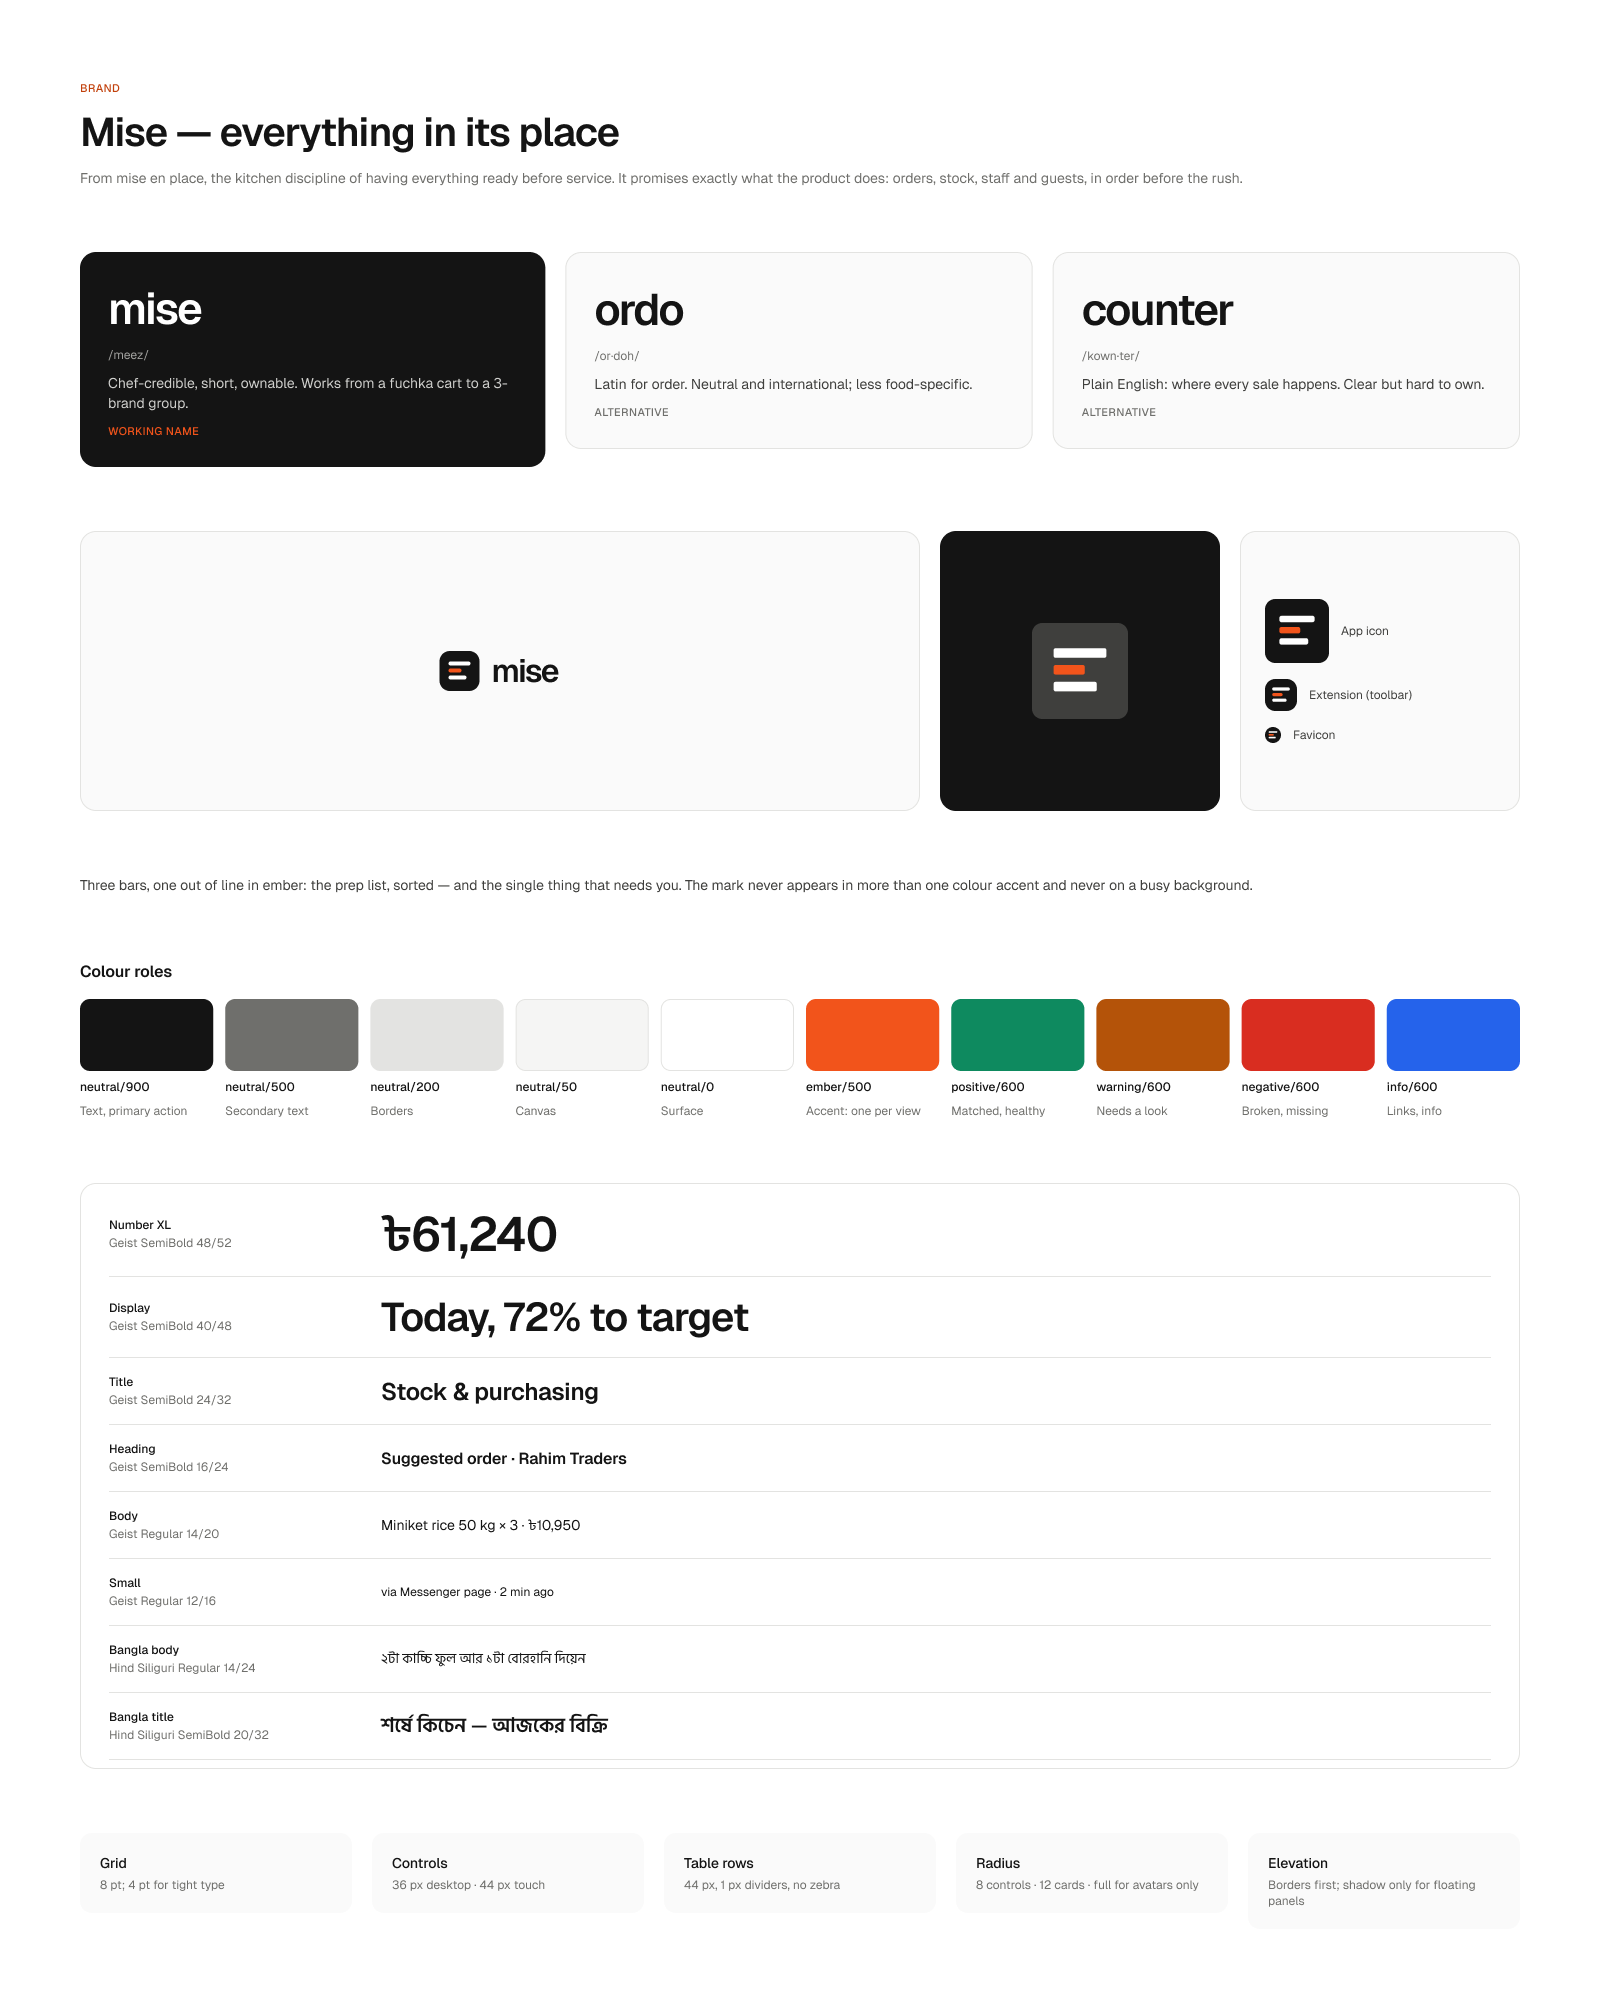 BRAND
Mise — everything in its place
From mise en place, the kitchen discipline of having everything ready before service. It promises exactly what the product does: orders, stock, staff and guests, in order before the rush.
mise
/meez/
Chef-credible, short, ownable. Works from a fuchka cart to a 3-
brand group.
WORKING NAME
ordo
/or·doh/
Latin for order. Neutral and international; less food-specific.
ALTERNATIVE
counter
/kown·ter/
Plain English: where every sale happens. Clear but hard to own.
ALTERNATIVE
mise
App icon
Extension (toolbar)
Favicon
Three bars, one out of line in ember: the prep list, sorted — and the single thing that needs you. The mark never appears in more than one colour accent and never on a busy background.
Colour roles
neutral/900
Text, primary action
neutral/500
Secondary text
neutral/200
Borders
neutral/50
Canvas
neutral/0
Surface
ember/500
Accent: one per view
positive/600
Matched, healthy
warning/600
Needs a look
negative/600
Broken, missing
info/600
Links, info
Number XL
Geist SemiBold 48/52
৳61,240
Display
Geist SemiBold 40/48
Today, 72% to target
Title
Geist SemiBold 24/32
Stock & purchasing
Heading
Geist SemiBold 16/24
Suggested order · Rahim Traders
Body
Geist Regular 14/20
Miniket rice 50 kg × 3 · ৳10,950
Small
Geist Regular 12/16
via Messenger page · 2 min ago
Bangla body
Hind Siliguri Regular 14/24
২টা কাচ্চি ফুল আর ১টা বোরহানি দিয়েন
Bangla title
Hind Siliguri SemiBold 20/32
শর্ষে কিচেন — আজকের বিক্রি
Grid
8 pt; 4 pt for tight type
Controls
36 px desktop · 44 px touch
Table rows
44 px, 1 px dividers, no zebra
Radius
8 controls · 12 cards · full for avatars only
Elevation
Borders first; shadow only for floating
panels